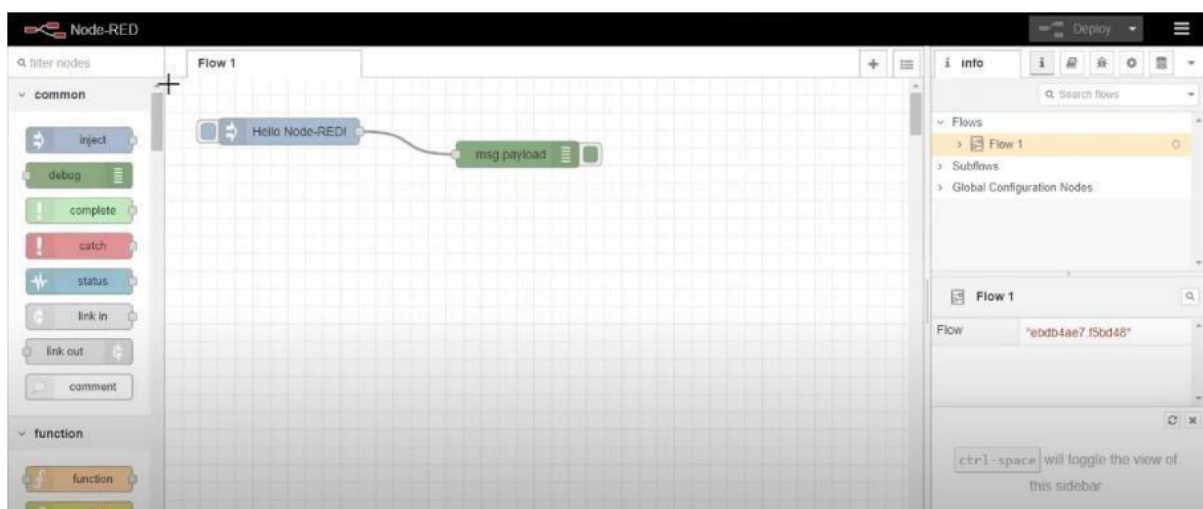 Node-RED
Deploy
filter nodes
Flow 1
i info
i
Search flows
common
inject
debug
complete
catch
status
link in
link out
comment
function
function
Hello Node-RED!
msg.payload
Flows
Flow 1
Subflows
Global Configuration Nodes
Flow 1
Flow "ebdb4ae7.f5bd48"
ctrl-space will toggle the view of
this sidebar